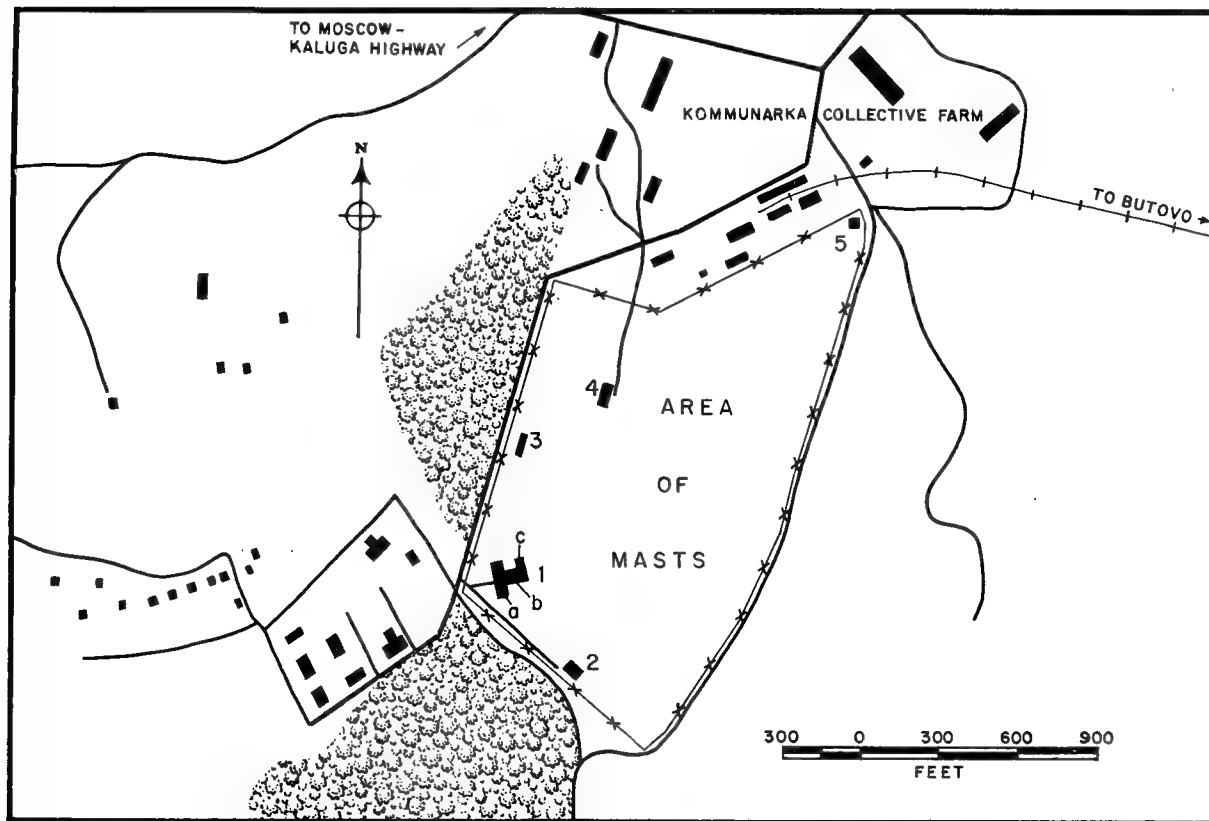 TO MOSCOW-
KALUGA HIGHWAY
KOMMUNARKA COLLECTIVE FARM
N
TO BUTOVO
5
4
AREA
3
OF
c
MASTS
1
a
b
2
300 0 300 600 900
FEET